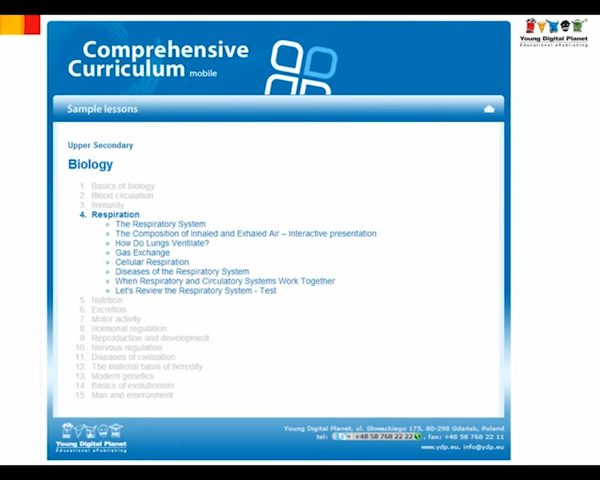 Comprehensive
Curriculum mobile
Young Digital Planet
Educational ePublishing
Sample lessons
Upper Secondary
Biology
1. Basics of biology
2. Blood circulation
3. Immunity
4. Respiration
The Respiratory System
The Composition of Inhaled and Exhaled Air – Interactive presentation
How Do Lungs Ventilate?
Gas Exchange
Cellular Respiration
Diseases of the Respiratory System
When Respiratory and Circulatory Systems Work Together
Let's Review the Respiratory System - Test
5. Nutrition
6. Excretion
7. Motor activity
8. Hormonal regulation
9. Reproduction and development
10. Nervous regulation
11. Diseases of civilization
12. The material basis of heredity
13. Modern genetics
14. Basics of evolutionism
15. Man and environment
Young Digital Planet
Educational ePublishing
Young Digital Planet, ul. Słowackiego 175, 80-298 Gdańsk, Poland
tel: +48 58 768 22 22, fax: +48 58 768 22 11
www.ydp.eu, info@ydp.eu